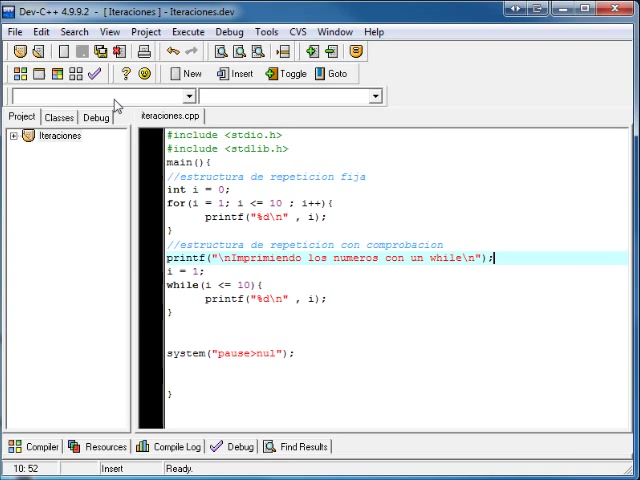 Dev-C++ 4.9.9.2 - [ Iteraciones ] - Iteraciones.dev
File Edit Search View Project Execute Debug Tools CVS Window Help
New Insert Toggle Goto
Project Classes Debug iteraciones.cpp
Iteraciones
#include <stdio.h>
#include <stdlib.h>
main(){
//estructura de repeticion fija
int i = 0;
for(i = 1; i <= 10 ; i++){
printf("%d\n" , i);
}
//estructura de repeticion con comprobacion
printf("\nImprimiendo los numeros con un while\n");
i = 1;
while(i <= 10){
printf("%d\n" , i);
}
system("pause>nul");
}
Compiler Resources Compile Log Debug Find Results
10: 52 Insert Ready.